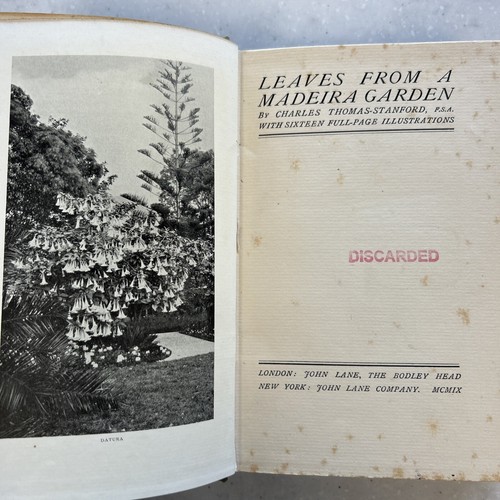 DATURA
LEAVES FROM A
MADEIRA GARDEN
BY CHARLES THOMAS-STANFORD, F.S.A.
WITH SIXTEEN FULL-PAGE ILLUSTRATIONS
DISCARDED
LONDON: JOHN LANE, THE BODLEY HEAD
NEW YORK: JOHN LANE COMPANY. MCMIX